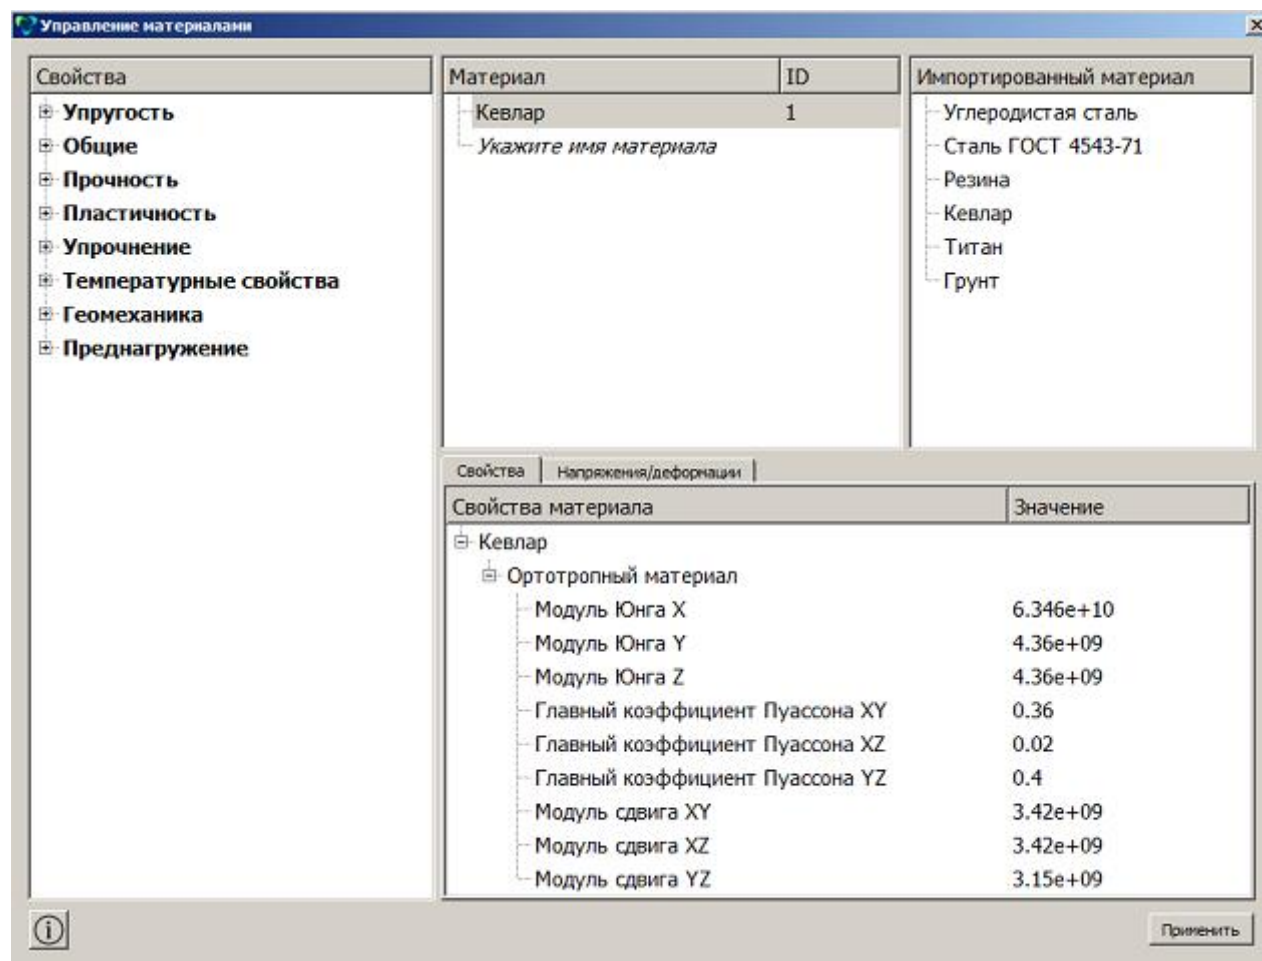 Управление материалами
Свойства
Упругость
Общие
Прочность
Пластичность
Упрочнение
Температурные свойства
Геомеханика
Преднагружение
Материал ID
Кевлар 1
Укажите имя материала
Импортированный материал
Углеродистая сталь
Сталь ГОСТ 4543-71
Резина
Кевлар
Титан
Грунт
Свойства Напряжения/деформации
Свойства материала Значение
Кевлар
Ортотропный материал
Модуль Юнга X 6.346e+10
Модуль Юнга Y 4.36e+09
Модуль Юнга Z 4.36e+09
Главный коэффициент Пуассона XY 0.36
Главный коэффициент Пуассона XZ 0.02
Главный коэффициент Пуассона YZ 0.4
Модуль сдвига XY 3.42e+09
Модуль сдвига XZ 3.42e+09
Модуль сдвига YZ 3.15e+09
Применить